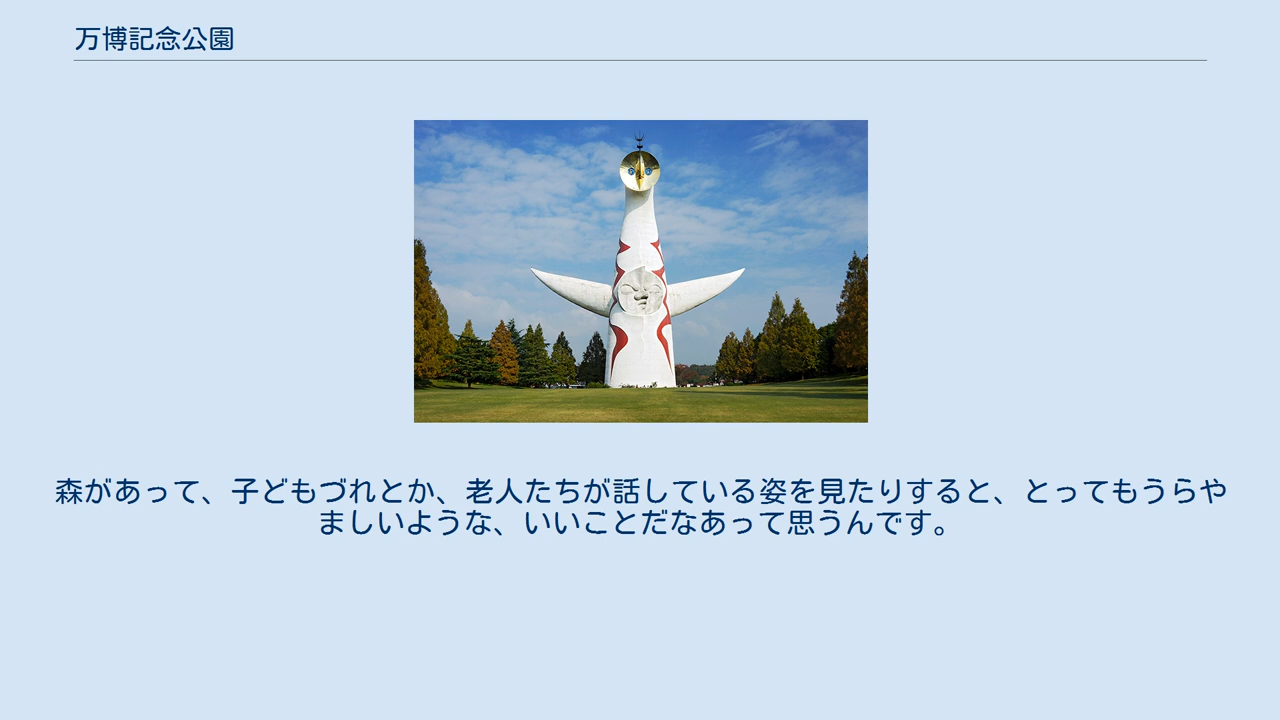 万博記念公園
森があって、子どもづれとか、老人たちが話している姿を見たりすると、とってもうらや
ましいような、いいことだなあって思うんです。